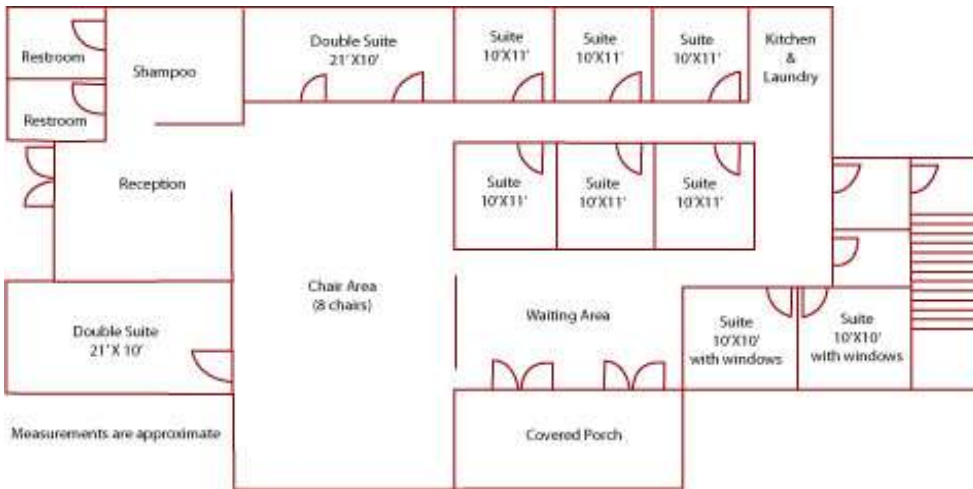 Restroom
Shampoo
Double Suite
21' X10'
Suite
10'X11'
Suite
10'X11'
Suite
10'X11'
Kitchen
&
Laundry
Restroom
Reception
Suite
10'X11'
Suite
10'X11'
Suite
10'X11'
Chair Area
(8 chairs)
Waiting Area
Double Suite
21' X 10'
Suite
10'X10'
with windows
Suite
10'X10'
with windows
Measurements are approximate
Covered Porch